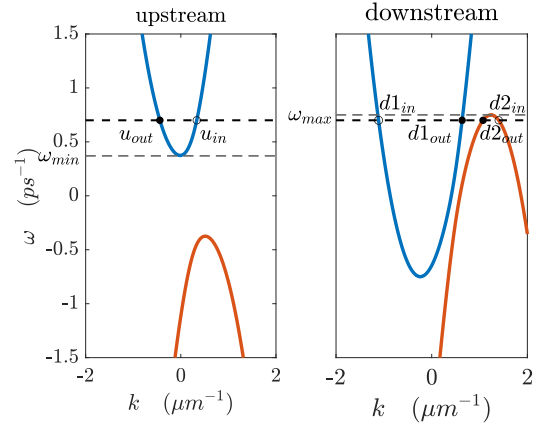 upstream
downstream
1.5
1
0.5
0
-0.5
-1
-1.5
ω (ps⁻¹)
u_out
u_in
ω_min
-2
0
2
k (μm⁻¹)
ω_max
d1_in
d2_in
d1_out
d2_out
-2
0
2
k (μm⁻¹)